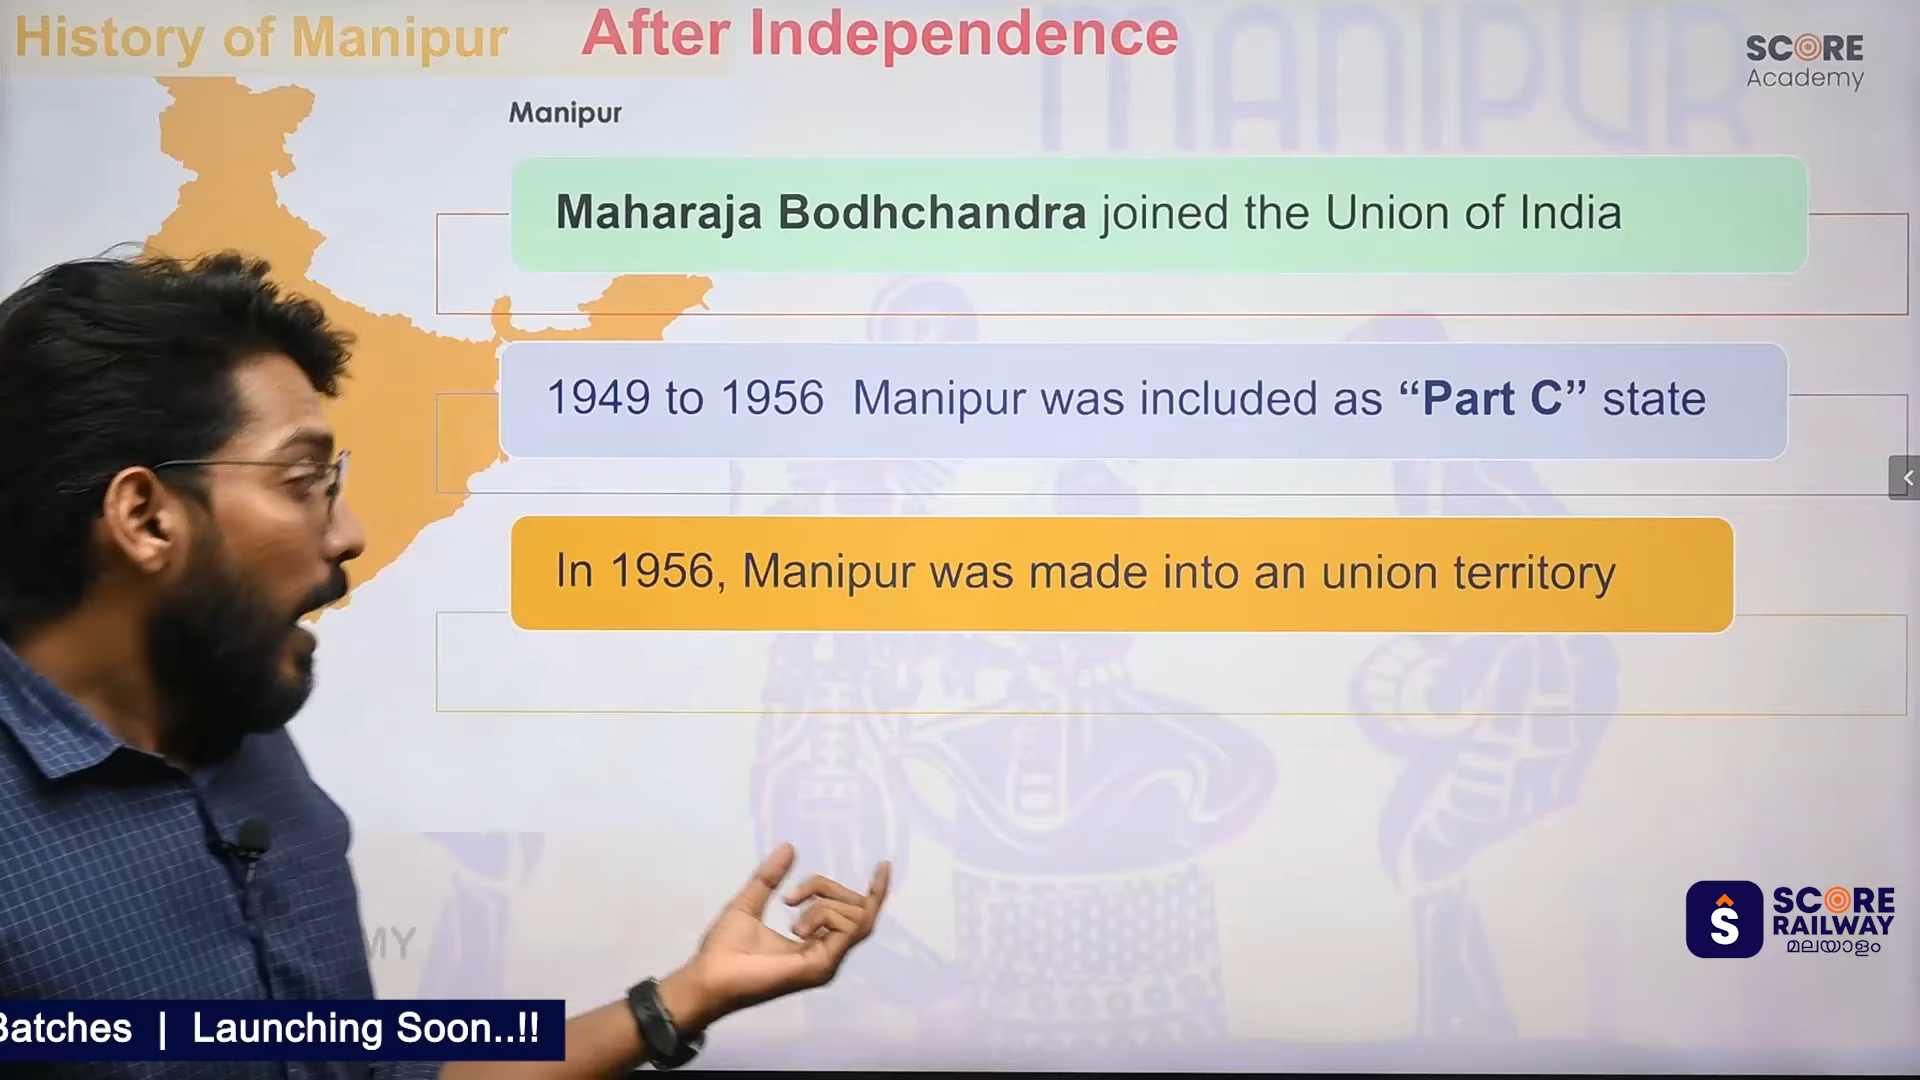 History of Manipur
After Independence
MANIPUR
SCORE
Academy
Manipur
Maharaja Bodhchandra joined the Union of India
1949 to 1956 Manipur was included as “Part C” state
In 1956, Manipur was made into an union territory
MY
SCORE
RAILWAY
മലയാളം
Batches | Launching Soon..!!